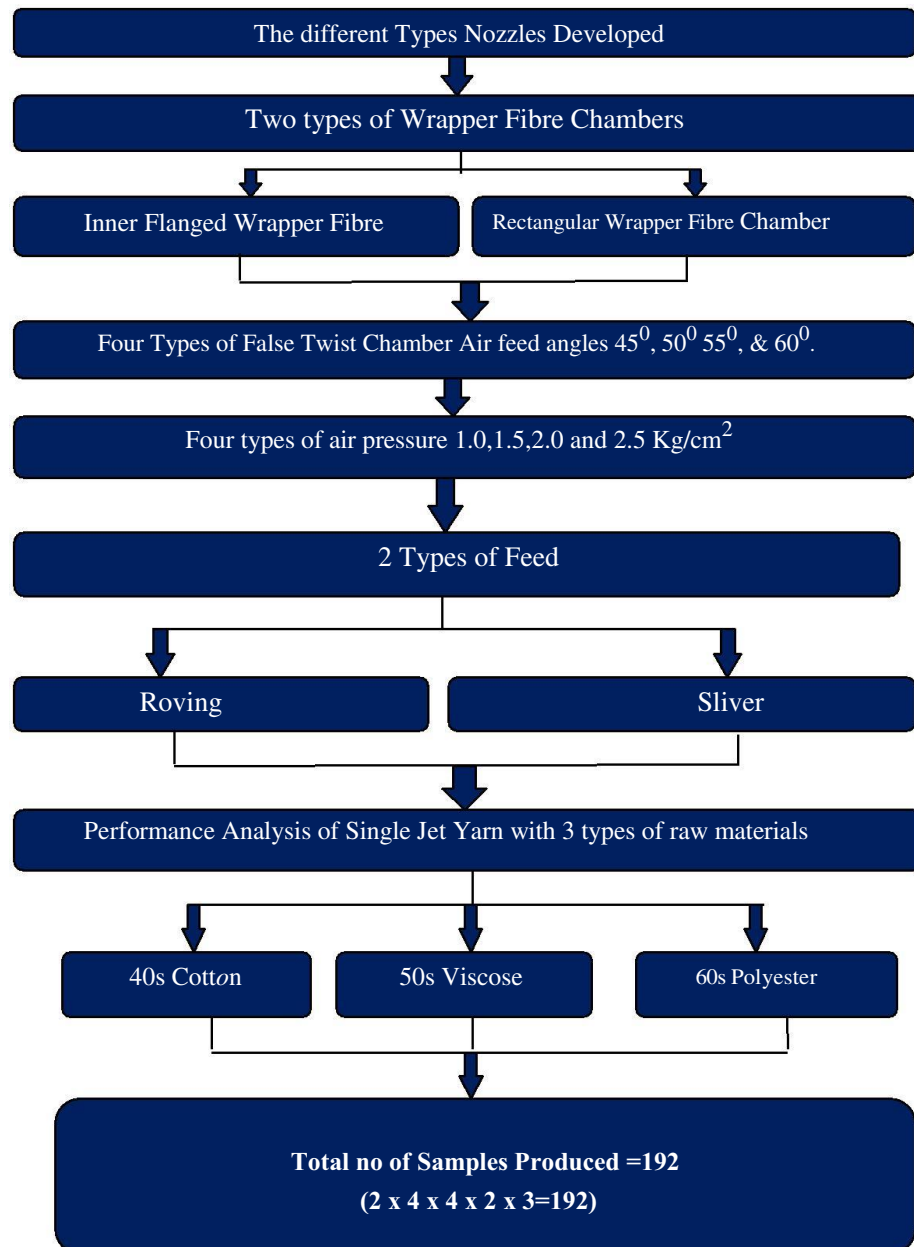 The different Types Nozzles Developed
Two types of Wrapper Fibre Chambers
Inner Flanged Wrapper Fibre
Rectangular Wrapper Fibre Chamber
Four Types of False Twist Chamber Air feed angles 45⁰, 50⁰ 55⁰, & 60⁰.
Four types of air pressure 1.0,1.5,2.0 and 2.5 Kg/cm²
2 Types of Feed
Roving
Sliver
Performance Analysis of Single Jet Yarn with 3 types of raw materials
40s Cotton
50s Viscose
60s Polyester
Total no of Samples Produced =192
(2 x 4 x 4 x 2 x 3=192)